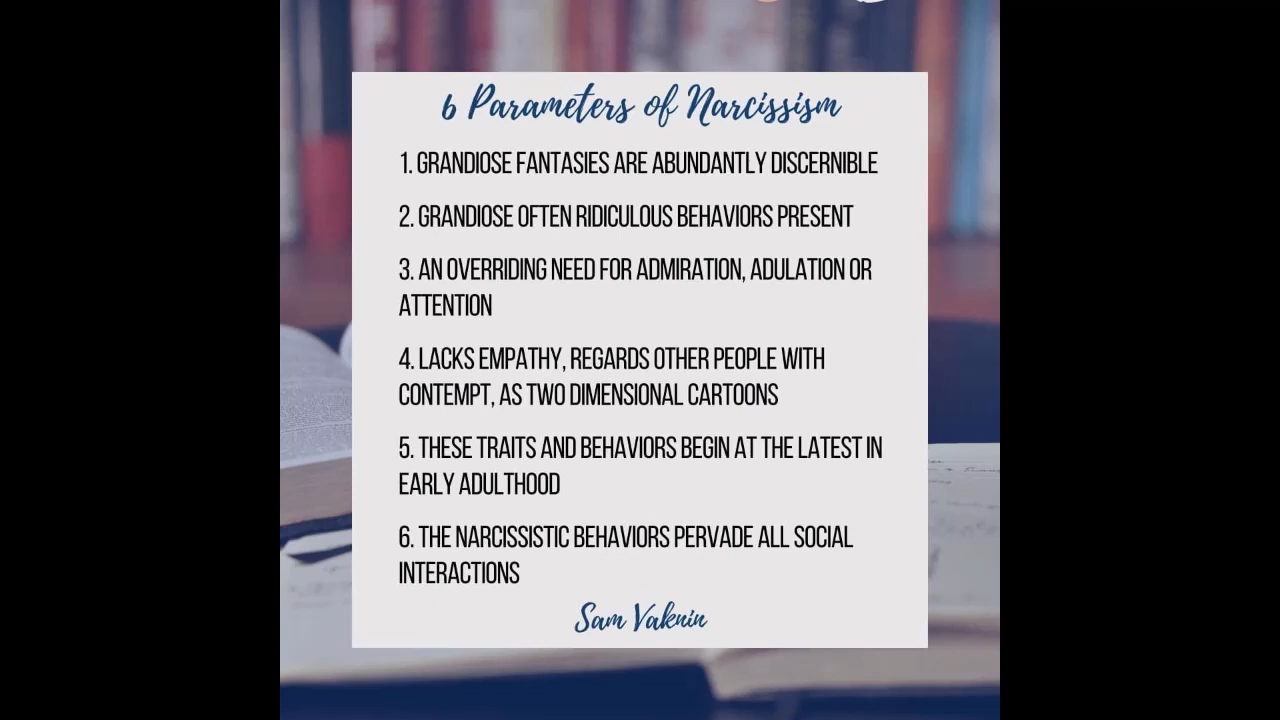 6 Parameters of Narcissism
1. GRANDIOSE FANTASIES ARE ABUNDANTLY DISCERNIBLE
2. GRANDIOSE OFTEN RIDICULOUS BEHAVIORS PRESENT
3. AN OVERRIDING NEED FOR ADMIRATION, ADULATION OR
ATTENTION
4. LACKS EMPATHY, REGARDS OTHER PEOPLE WITH
CONTEMPT, AS TWO DIMENSIONAL CARTOONS
5. THESE TRAITS AND BEHAVIORS BEGIN AT THE LATEST IN
EARLY ADULTHOOD
6. THE NARCISSISTIC BEHAVIORS PERVADE ALL SOCIAL
INTERACTIONS
Sam Vaknin